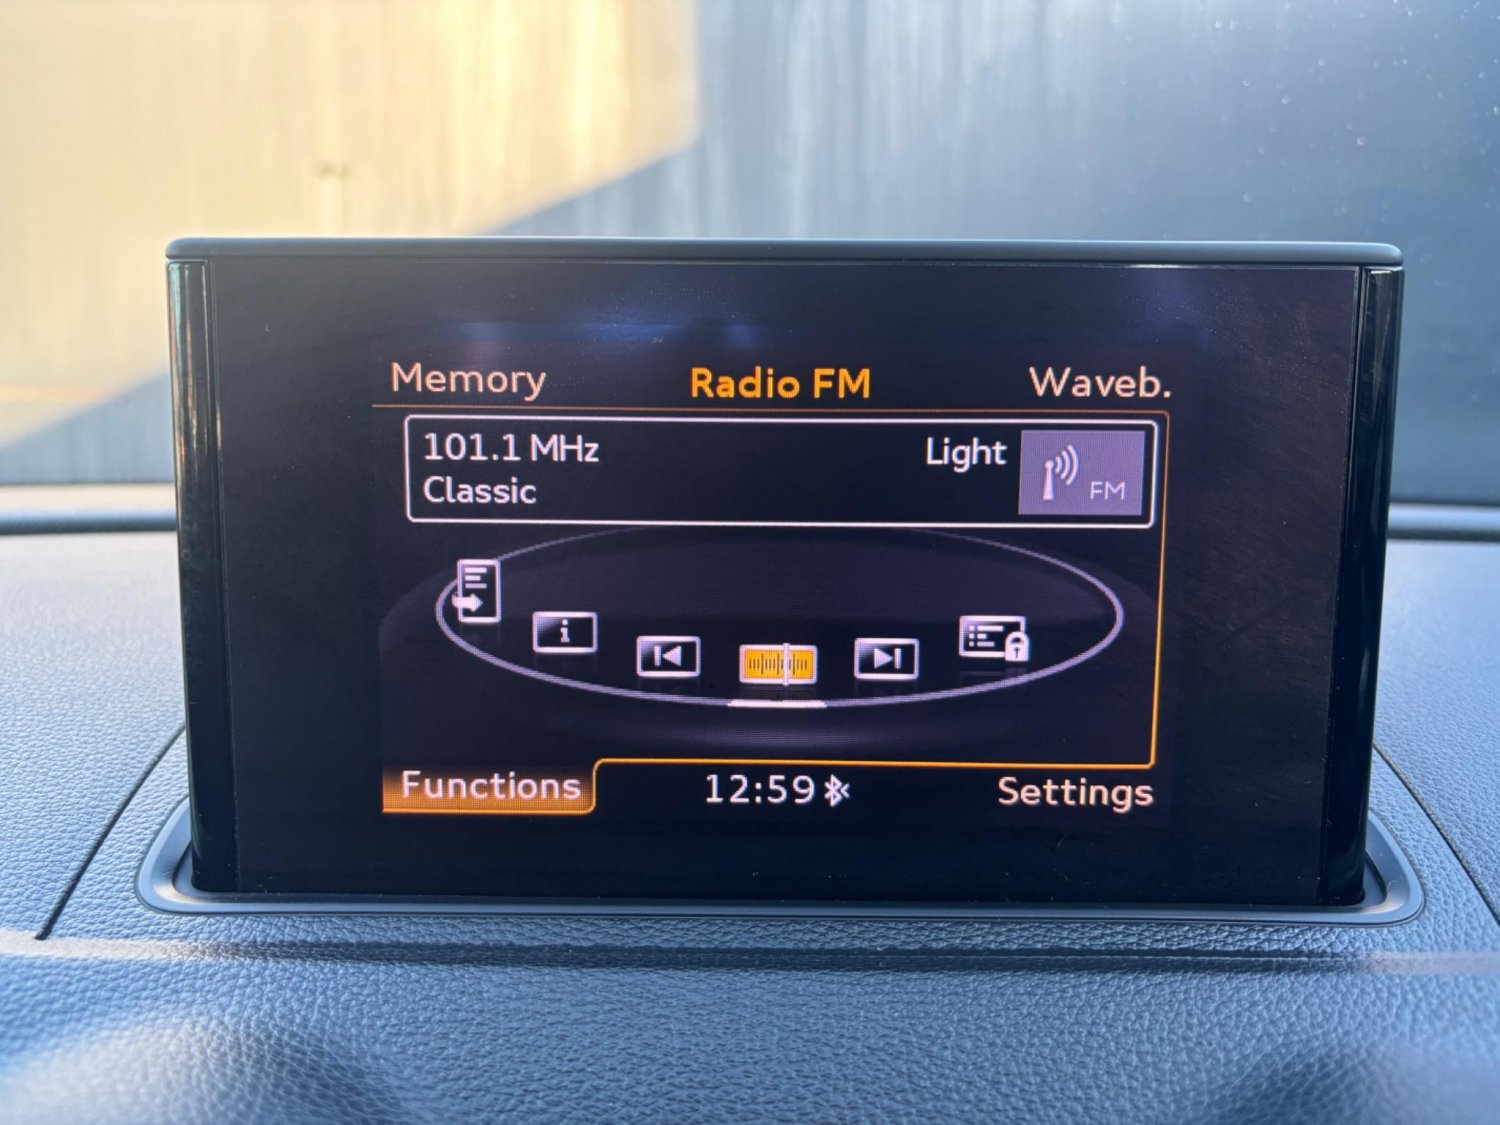 Memory Radio FM Waveb.
101.1 MHz Light
Classic FM
i
Functions 12:59 Settings